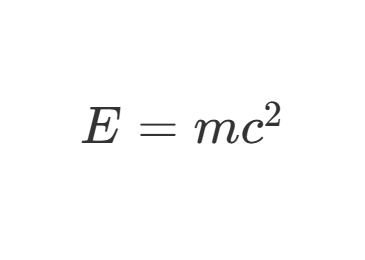 E = mc²